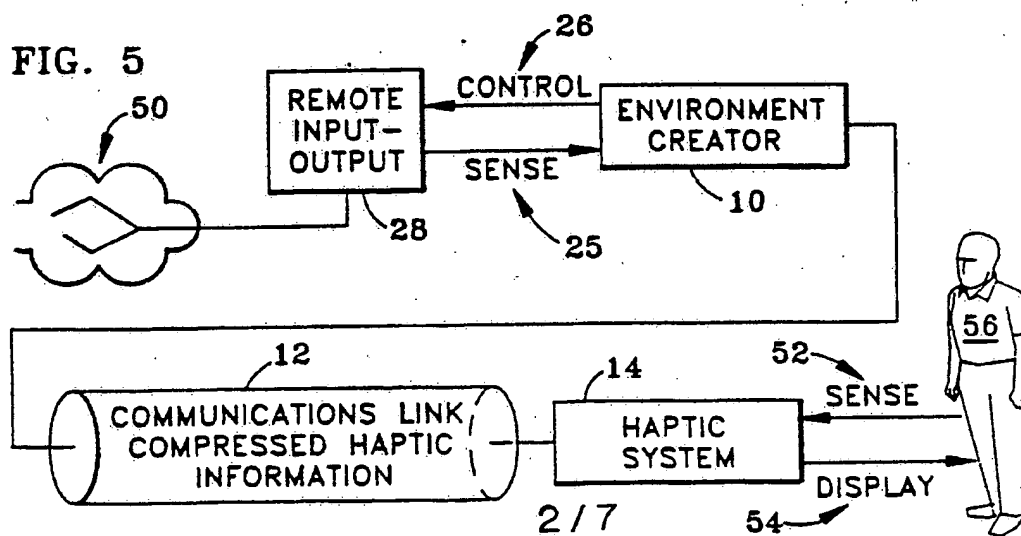 FIG. 5
50
26
REMOTE
INPUT-
OUTPUT
CONTROL
SENSE
ENVIRONMENT
CREATOR
28
25
10
12
COMMUNICATIONS LINK
COMPRESSED HAPTIC
INFORMATION
14
HAPTIC
SYSTEM
52
SENSE
56
DISPLAY
54
2/7